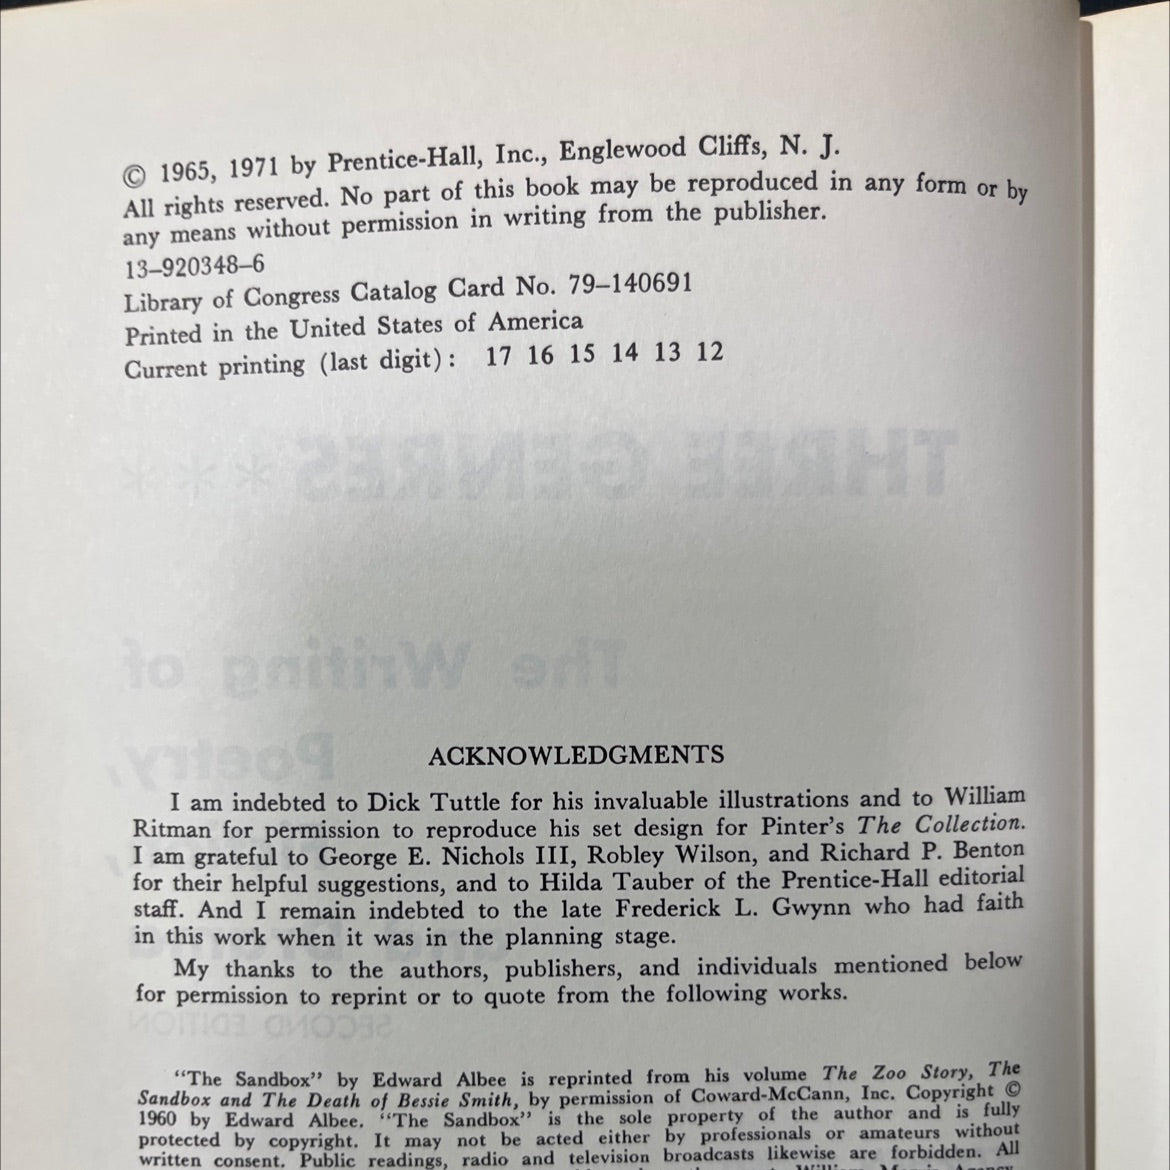 © 1965, 1971 by Prentice-Hall, Inc., Englewood Cliffs, N. J.
All rights reserved. No part of this book may be reproduced in any form or by
any means without permission in writing from the publisher.
13–920348–6
Library of Congress Catalog Card No. 79–140691
Printed in the United States of America
Current printing (last digit): 17 16 15 14 13 12
THREE GENRES ***
The Writing of
Poetry,
ACKNOWLEDGMENTS
I am indebted to Dick Tuttle for his invaluable illustrations and to William
Ritman for permission to reproduce his set design for Pinter's The Collection.
I am grateful to George E. Nichols III, Robley Wilson, and Richard P. Benton
for their helpful suggestions, and to Hilda Tauber of the Prentice-Hall editorial
staff. And I remain indebted to the late Frederick L. Gwynn who had faith
in this work when it was in the planning stage.
My thanks to the authors, publishers, and individuals mentioned below
for permission to reprint or to quote from the following works.
SECOND EDITION
“The Sandbox” by Edward Albee is reprinted from his volume The Zoo Story, The
Sandbox and The Death of Bessie Smith, by permission of Coward-McCann, Inc. Copyright ©
1960 by Edward Albee. “The Sandbox” is the sole property of the author and is fully
protected by copyright. It may not be acted either by professionals or amateurs without
written consent. Public readings, radio and television broadcasts likewise are forbidden. All